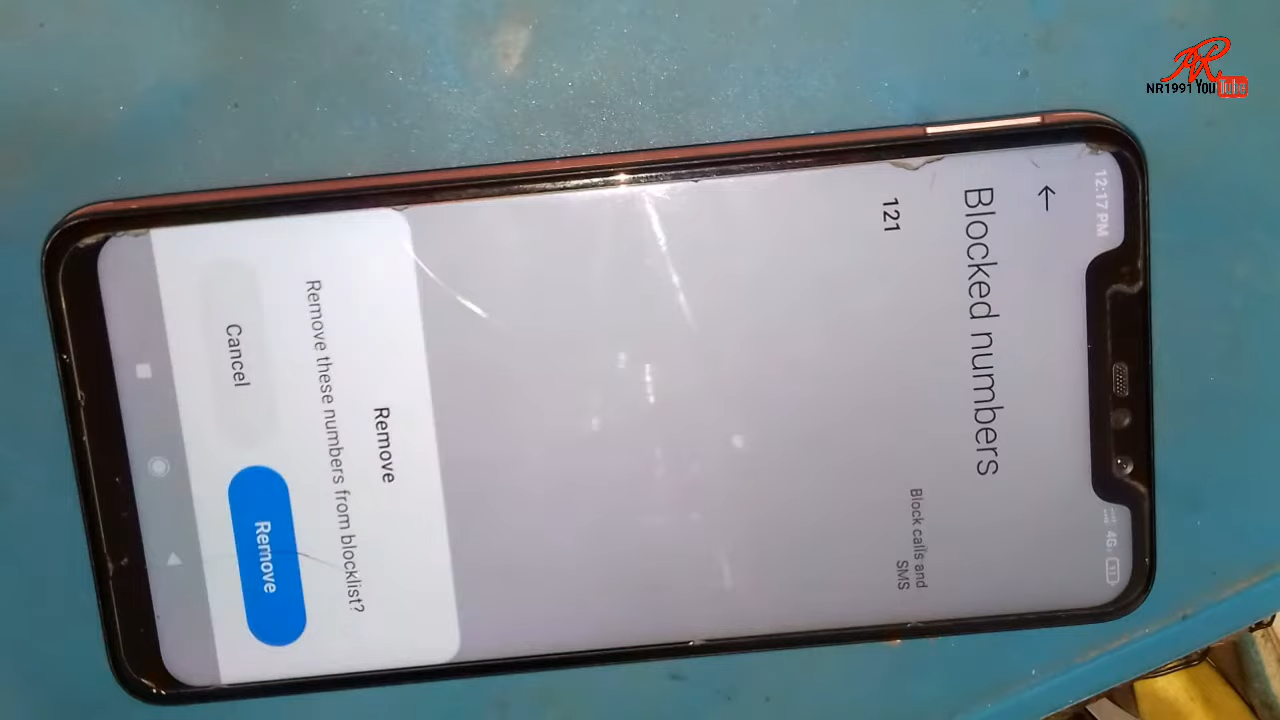 NR1991 YouTube
12:17 PM
4G
Blocked numbers
121
Block calls and
SMS
Remove
Remove these numbers from blocklist?
Cancel
Remove